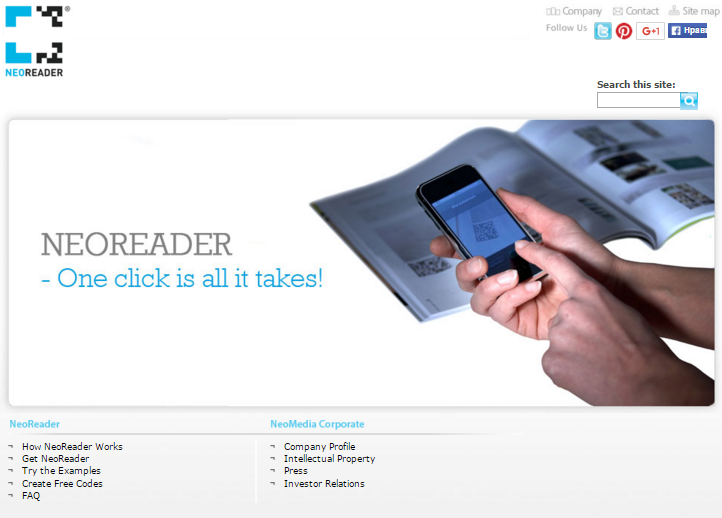 ®
NEOREADER
Company Contact Site map
Follow Us G+1 f Нрави
Search this site:
NEOREADER
- One click is all it takes!
NeoReader
¬ How NeoReader Works
¬ Get NeoReader
¬ Try the Examples
¬ Create Free Codes
¬ FAQ
NeoMedia Corporate
¬ Company Profile
¬ Intellectual Property
¬ Press
¬ Investor Relations